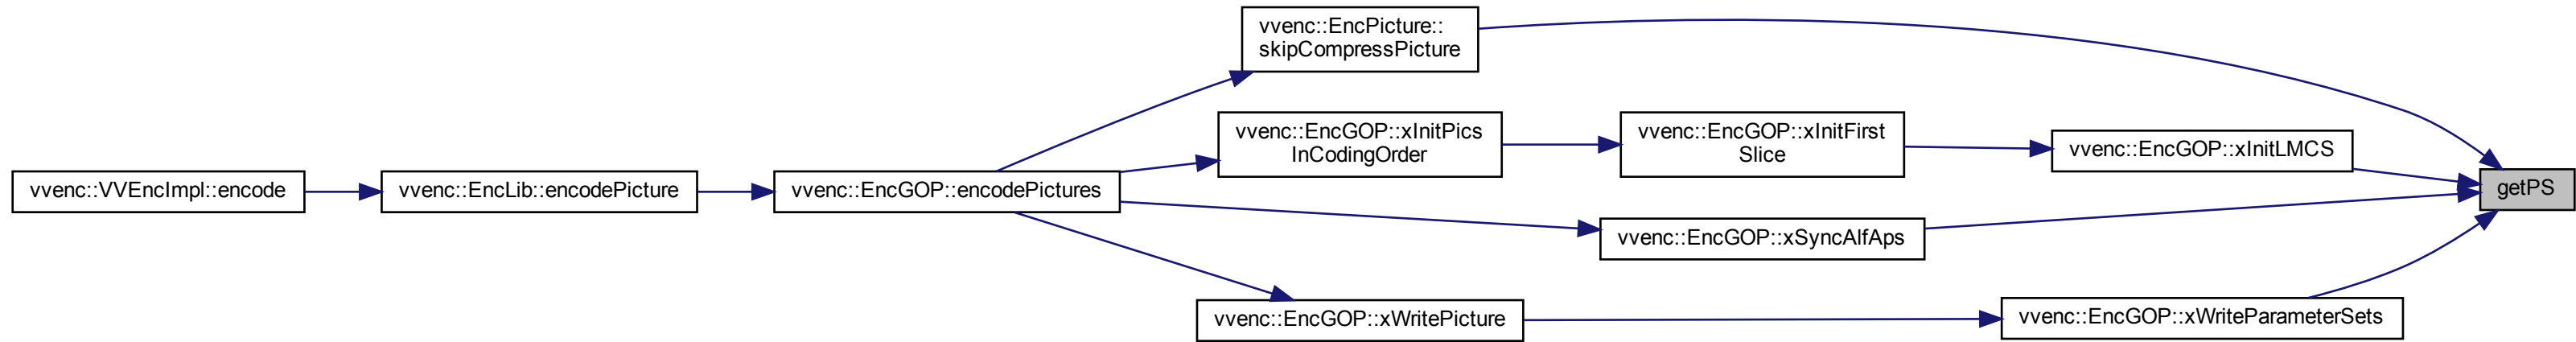 vvenc::EncPicture::
skipCompressPicture
vvenc::EncGOP::xInitPics
InCodingOrder
vvenc::EncGOP::xInitFirst
Slice
vvenc::EncGOP::xInitLMCS
vvenc::VVEncImpl::encode
vvenc::EncLib::encodePicture
vvenc::EncGOP::encodePictures
getPS
vvenc::EncGOP::xSyncAlfAps
vvenc::EncGOP::xWritePicture
vvenc::EncGOP::xWriteParameterSets